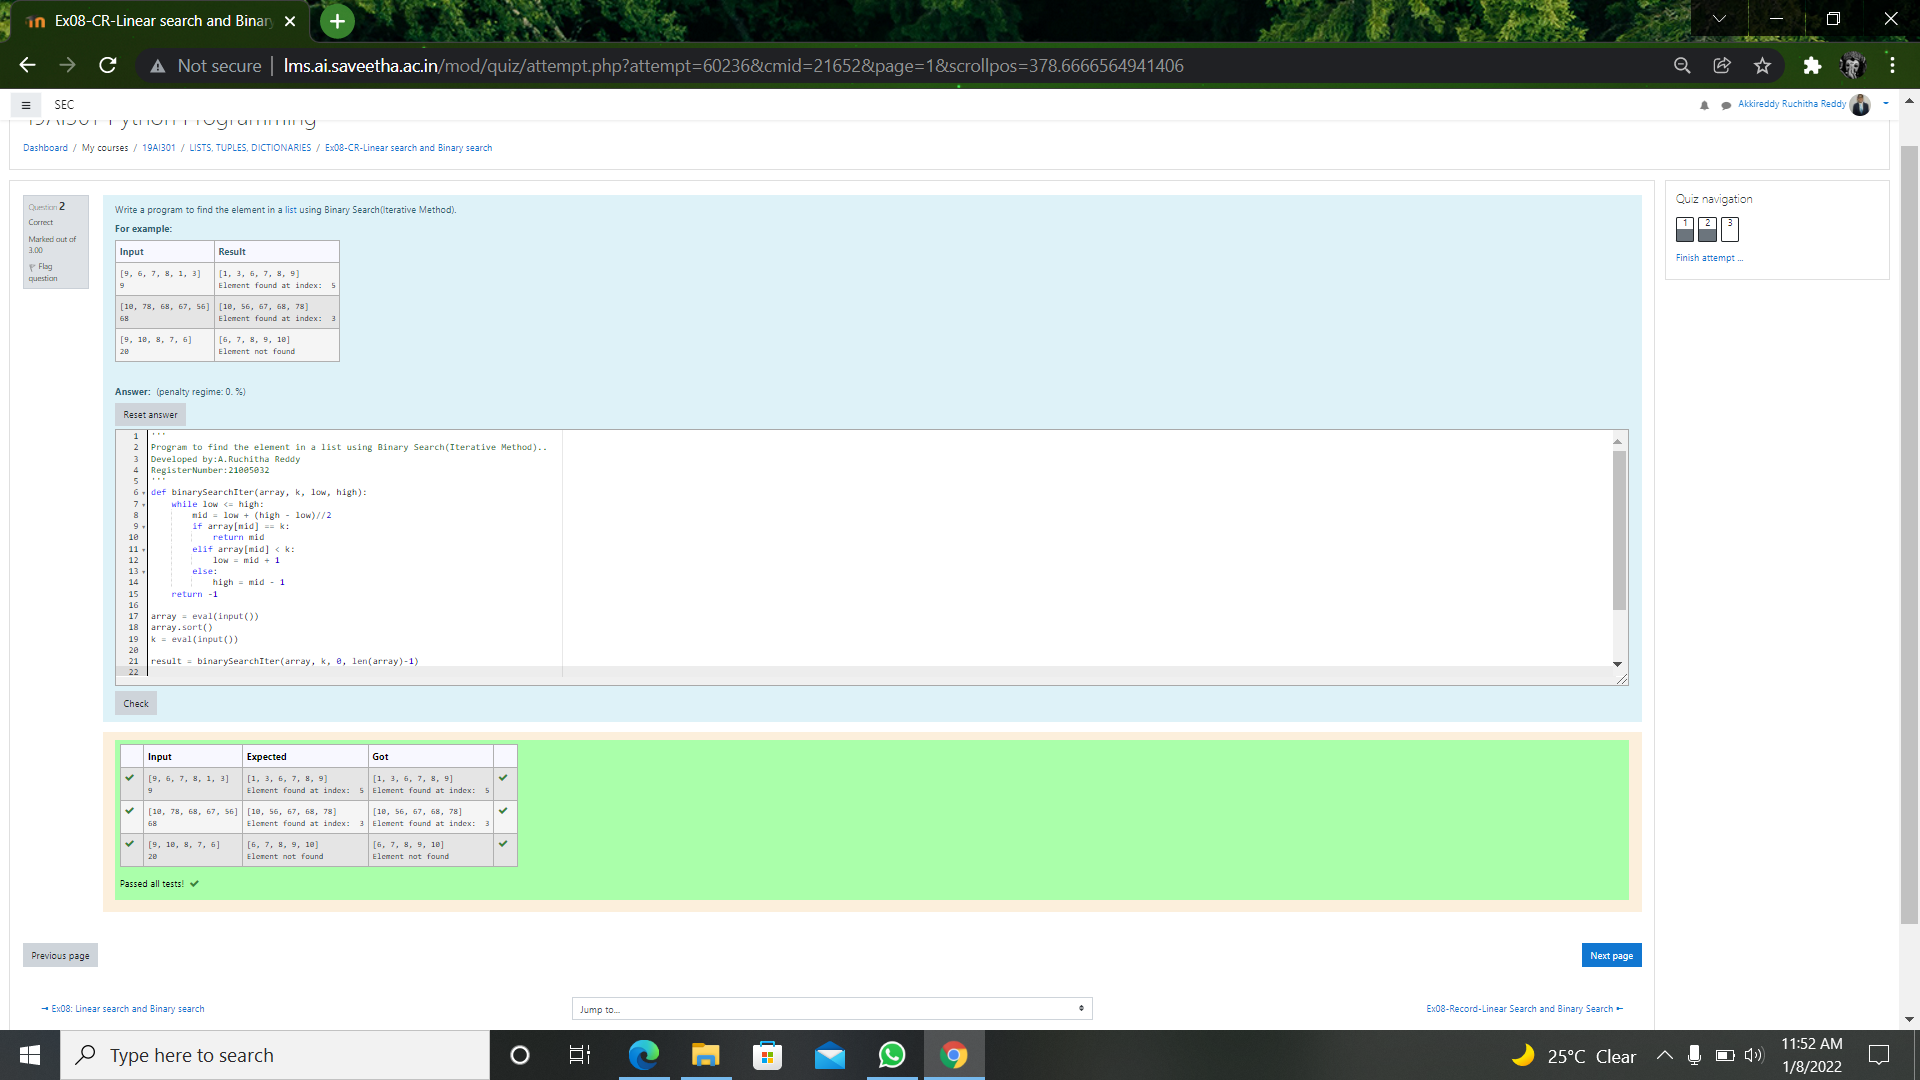 Ex08-CR-Linear search and Binary
Not secure | lms.ai.saveetha.ac.in/mod/quiz/attempt.php?attempt=60236&cmid=21652&page=1&scrollpos=378.6666564941406
SEC
Akkireddy Ruchitha Reddy
19AI301 Python Programming
Dashboard / My courses / 19AI301 / LISTS, TUPLES, DICTIONARIES / Ex08-CR-Linear search and Binary search
Question 2
Correct
Marked out of
3.00
Flag
question
Write a program to find the element in a list using Binary Search(Iterative Method).
For example:
Input Result
[9, 6, 7, 8, 1, 3] [1, 3, 6, 7, 8, 9]
9 Element found at index:  5
[10, 78, 68, 67, 56] [10, 56, 67, 68, 78]
68 Element found at index:  3
[9, 10, 8, 7, 6] [6, 7, 8, 9, 10]
20 Element not found
Answer: (penalty regime: 0. %)
Reset answer
1 '''
2 Program to find the element in a list using Binary Search(Iterative Method)..
3 Developed by:A.Ruchitha Reddy
4 RegisterNumber:21005032
5 '''
6 def binarySearchIter(array, k, low, high):
7     while low <= high:
8         mid = low + (high - low)//2
9         if array[mid] == k:
10             return mid
11         elif array[mid] < k:
12             low = mid + 1
13         else:
14             high = mid - 1
15     return -1
16
17 array = eval(input())
18 array.sort()
19 k = eval(input())
20
21 result = binarySearchIter(array, k, 0, len(array)-1)
22
Check
Input Expected Got
[9, 6, 7, 8, 1, 3] [1, 3, 6, 7, 8, 9] [1, 3, 6, 7, 8, 9]
9 Element found at index:  5 Element found at index:  5
[10, 78, 68, 67, 56] [10, 56, 67, 68, 78] [10, 56, 67, 68, 78]
68 Element found at index:  3 Element found at index:  3
[9, 10, 8, 7, 6] [6, 7, 8, 9, 10] [6, 7, 8, 9, 10]
20 Element not found Element not found
Passed all tests!
Previous page
Next page
Ex08: Linear search and Binary search
Jump to...
Ex08-Record-Linear Search and Binary Search
Quiz navigation
1 2 3
Finish attempt ...
Type here to search
25°C Clear
11:52 AM
1/8/2022